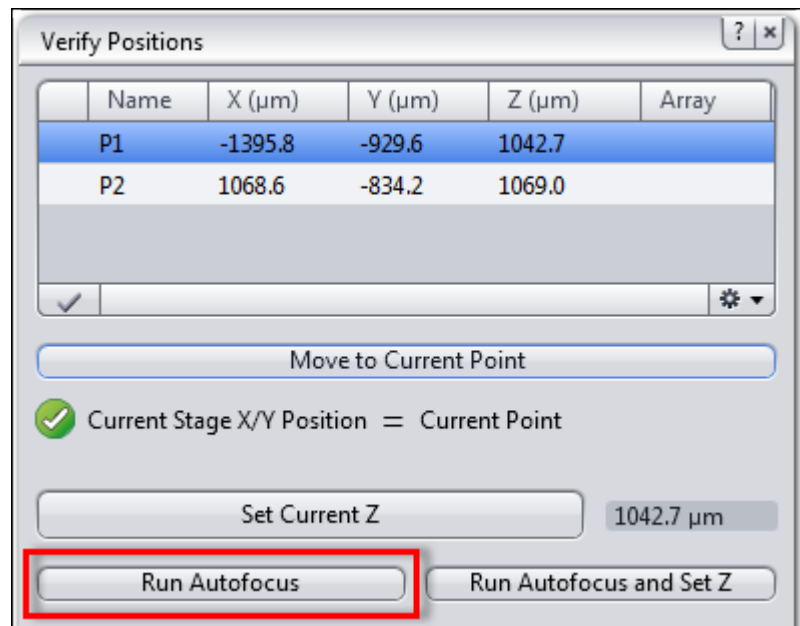 Verify Positions ? ×
Name X (µm) Y (µm) Z (µm) Array
P1 -1395.8 -929.6 1042.7
P2 1068.6 -834.2 1069.0
Move to Current Point
Current Stage X/Y Position = Current Point
Set Current Z 1042.7 µm
Run Autofocus Run Autofocus and Set Z